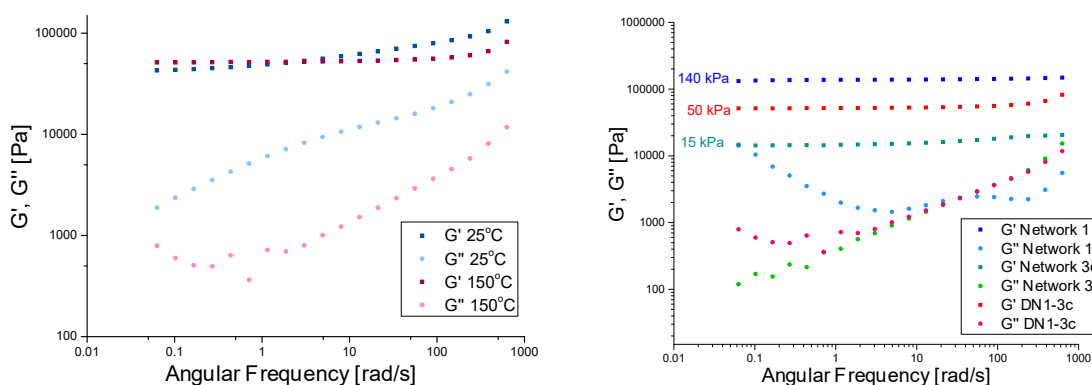 100000
10000
1000
100
G', G'' [Pa]
0.01
0.1
1
10
100
1000
Angular Frequency [rad/s]
G' 25°C
G'' 25°C
G' 150°C
G'' 150°C
1000000
100000
10000
1000
100
G', G'' [Pa]
140 kPa
50 kPa
15 kPa
0.01
0.1
1
10
100
1000
Angular Frequency [rad/s]
G' Network 1
G'' Network 1
G' Network 3c
G'' Network 3
G' DN1-3c
G'' DN1-3c